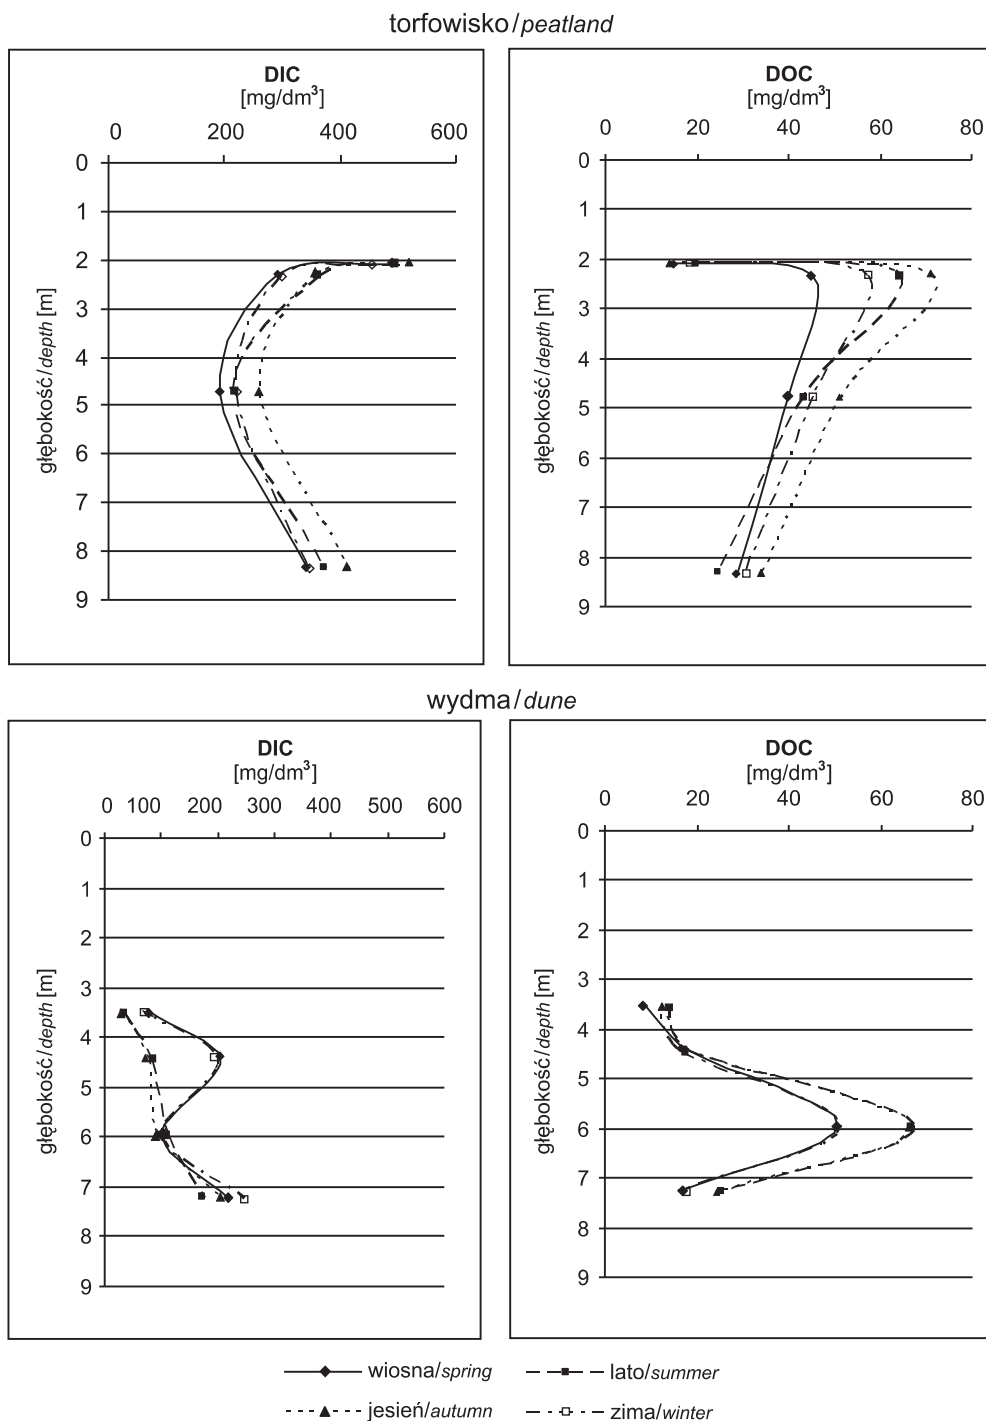 torfowisko/peatland
DIC
[mg/dm³]
0 200 400 600
0
1
2
3
4
5
6
7
8
9
głębokość/depth [m]
DOC
[mg/dm³]
0 20 40 60 80
0
1
2
3
4
5
6
7
8
9
głębokość/depth [m]
wydma/dune
DIC
[mg/dm³]
0 100 200 300 400 500 600
0
1
2
3
4
5
6
7
8
9
głębokość/depth [m]
DOC
[mg/dm³]
0 20 40 60 80
0
1
2
3
4
5
6
7
8
9
głębokość/depth [m]
wiosna/spring
lato/summer
jesień/autumn
zima/winter